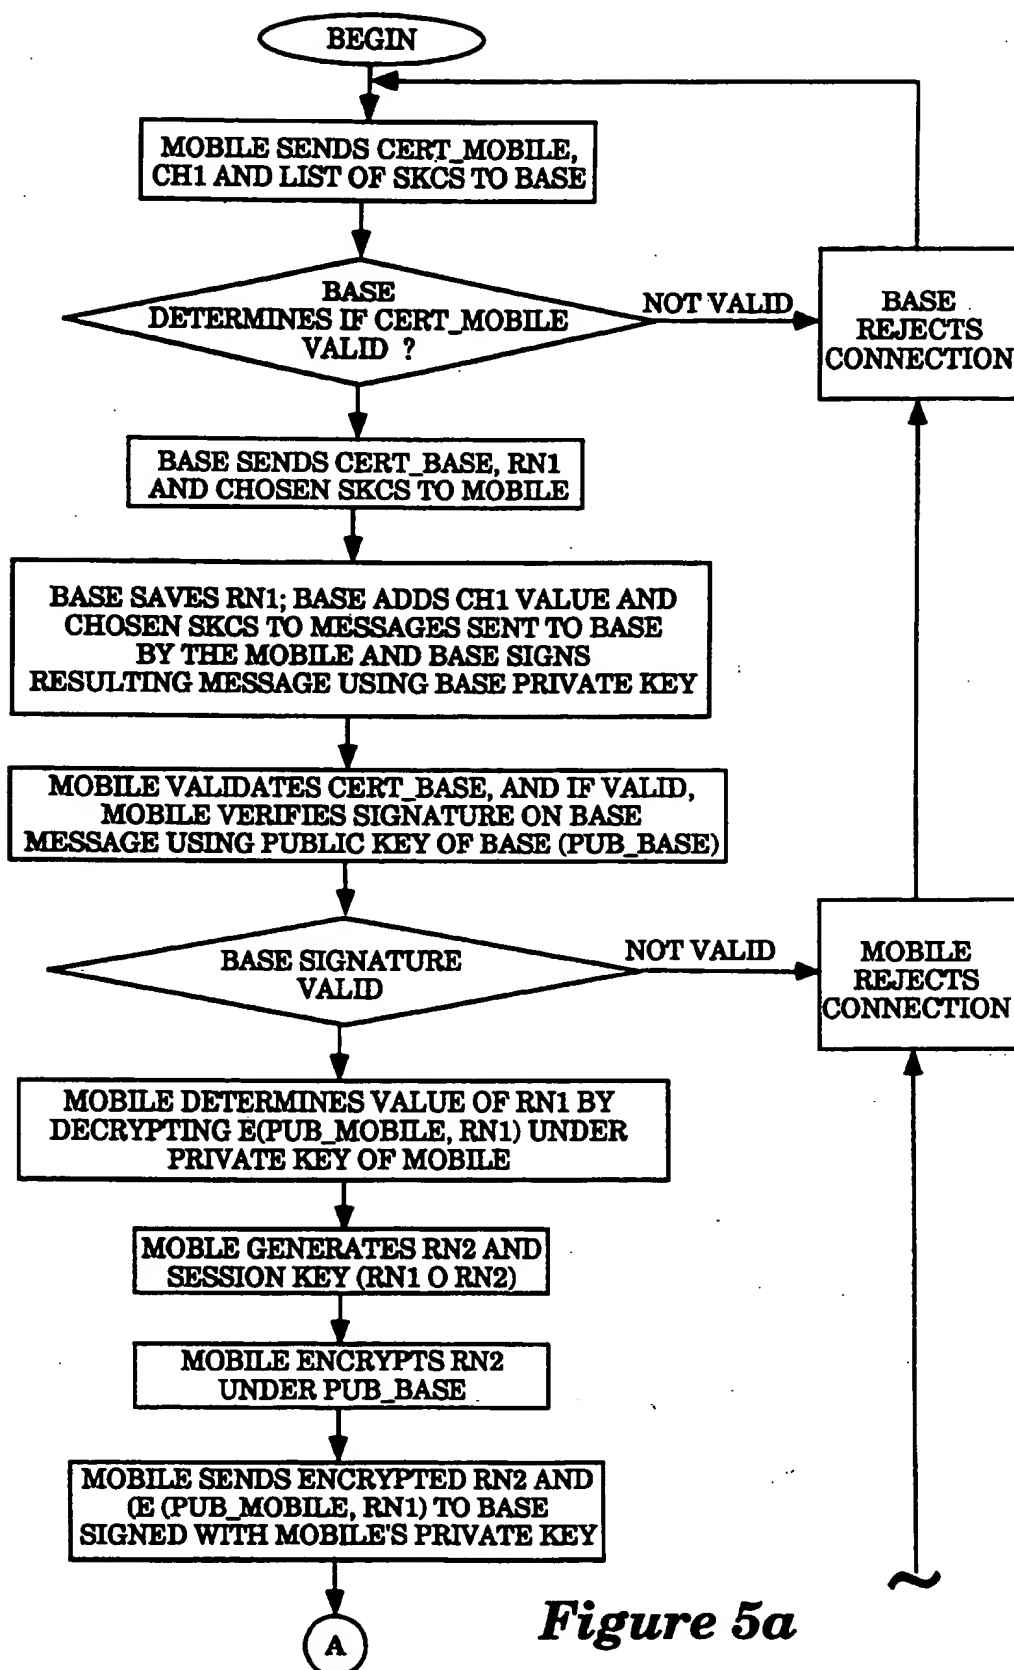 BEGIN
MOBILE SENDS CERT_MOBILE,
CH1 AND LIST OF SKCS TO BASE
BASE
DETERMINES IF CERT_MOBILE
VALID ?
NOT VALID
BASE
REJECTS
CONNECTION
BASE SENDS CERT_BASE, RN1
AND CHOSEN SKCS TO MOBILE
BASE SAVES RN1; BASE ADDS CH1 VALUE AND
CHOSEN SKCS TO MESSAGES SENT TO BASE
BY THE MOBILE AND BASE SIGNS
RESULTING MESSAGE USING BASE PRIVATE KEY
MOBILE VALIDATES CERT_BASE, AND IF VALID,
MOBILE VERIFIES SIGNATURE ON BASE
MESSAGE USING PUBLIC KEY OF BASE (PUB_BASE)
BASE SIGNATURE
VALID
NOT VALID
MOBILE
REJECTS
CONNECTION
MOBILE DETERMINES VALUE OF RN1 BY
DECRYPTING E(PUB_MOBILE, RN1) UNDER
PRIVATE KEY OF MOBILE
MOBLE GENERATES RN2 AND
SESSION KEY (RN1 O RN2)
MOBILE ENCRYPTS RN2
UNDER PUB_BASE
MOBILE SENDS ENCRYPTED RN2 AND
(E (PUB_MOBILE, RN1) TO BASE
SIGNED WITH MOBILE'S PRIVATE KEY
A
Figure 5a